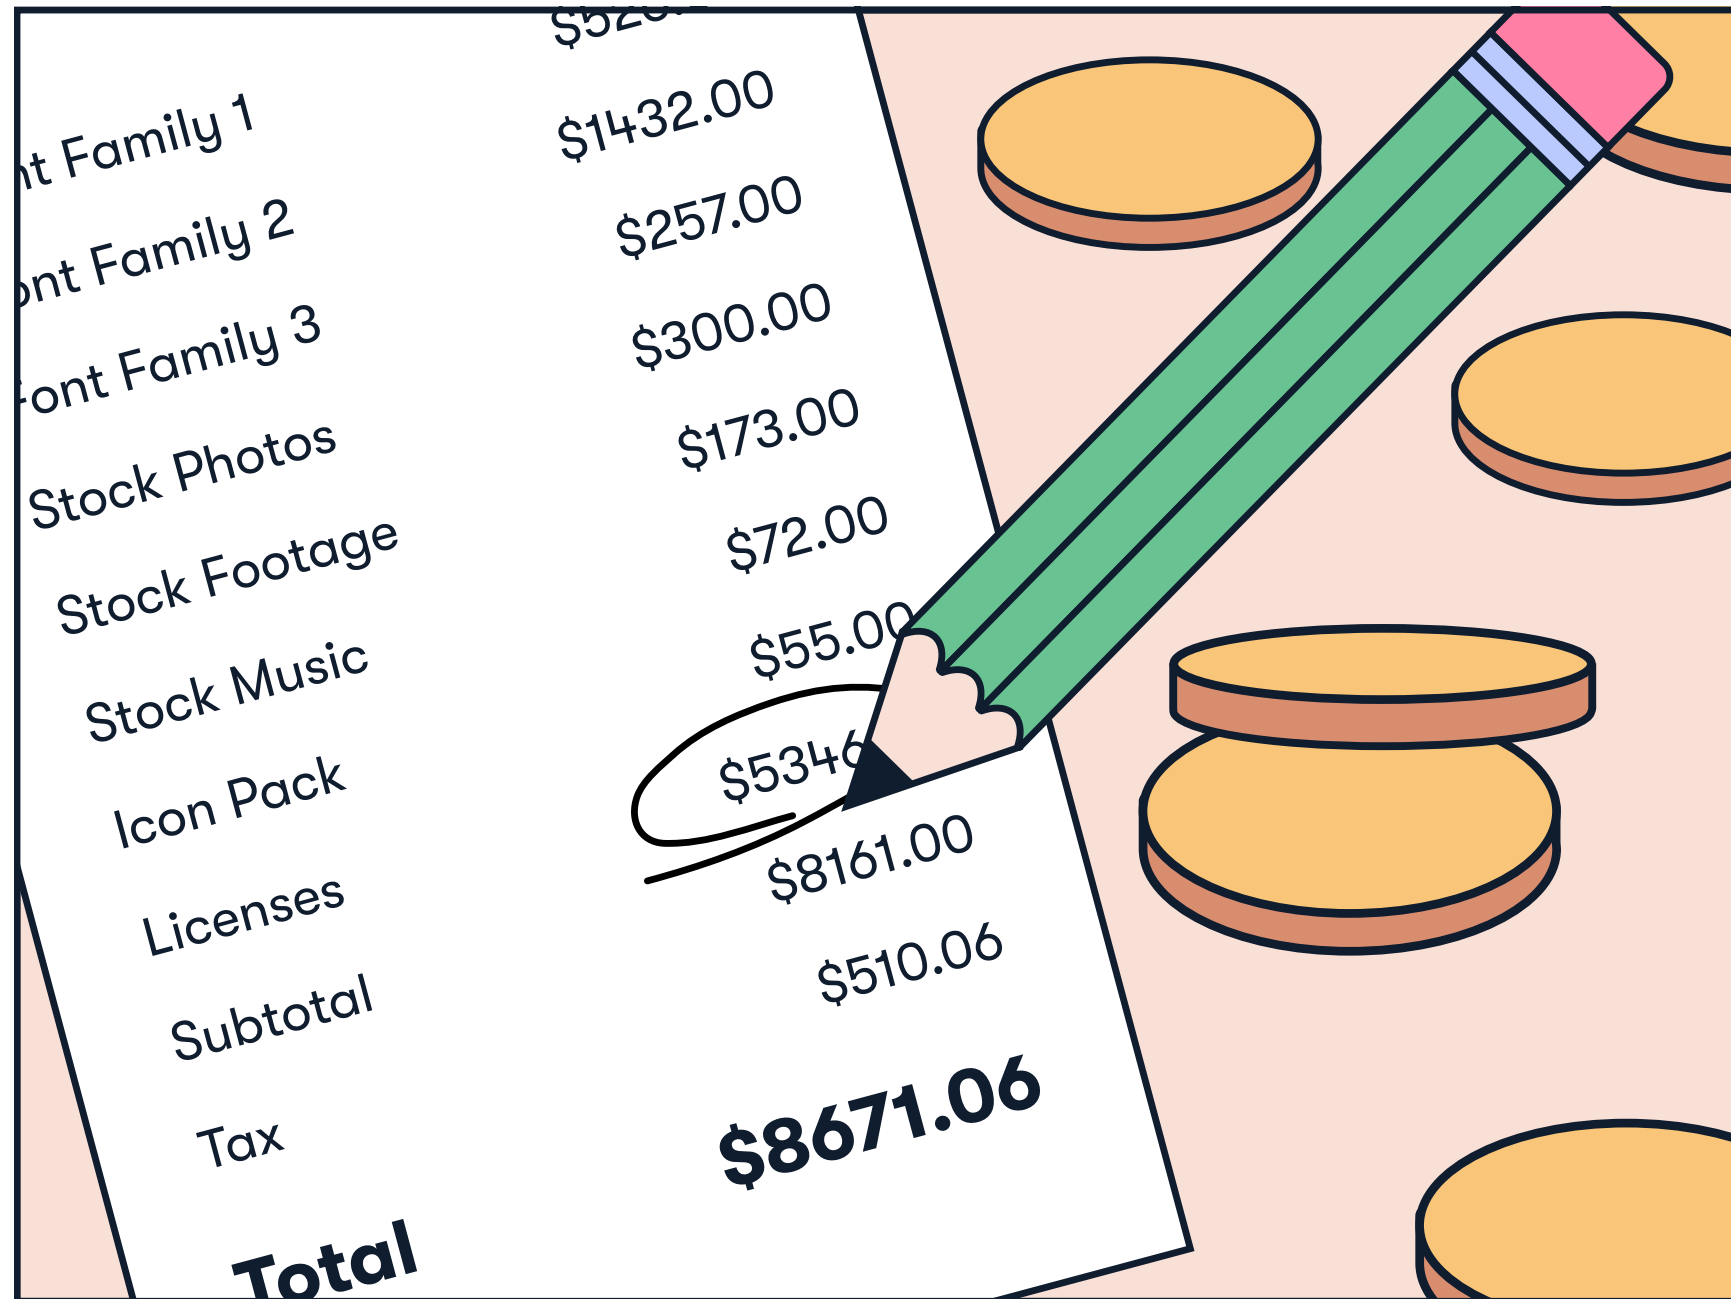 nt Family 1
ont Family 2 $1432.00
Font Family 3 $257.00
Stock Photos $300.00
Stock Footage $173.00
Stock Music $72.00
Icon Pack $55.00
Licenses $5346
Subtotal $8161.00
Tax $510.06
Total $8671.06